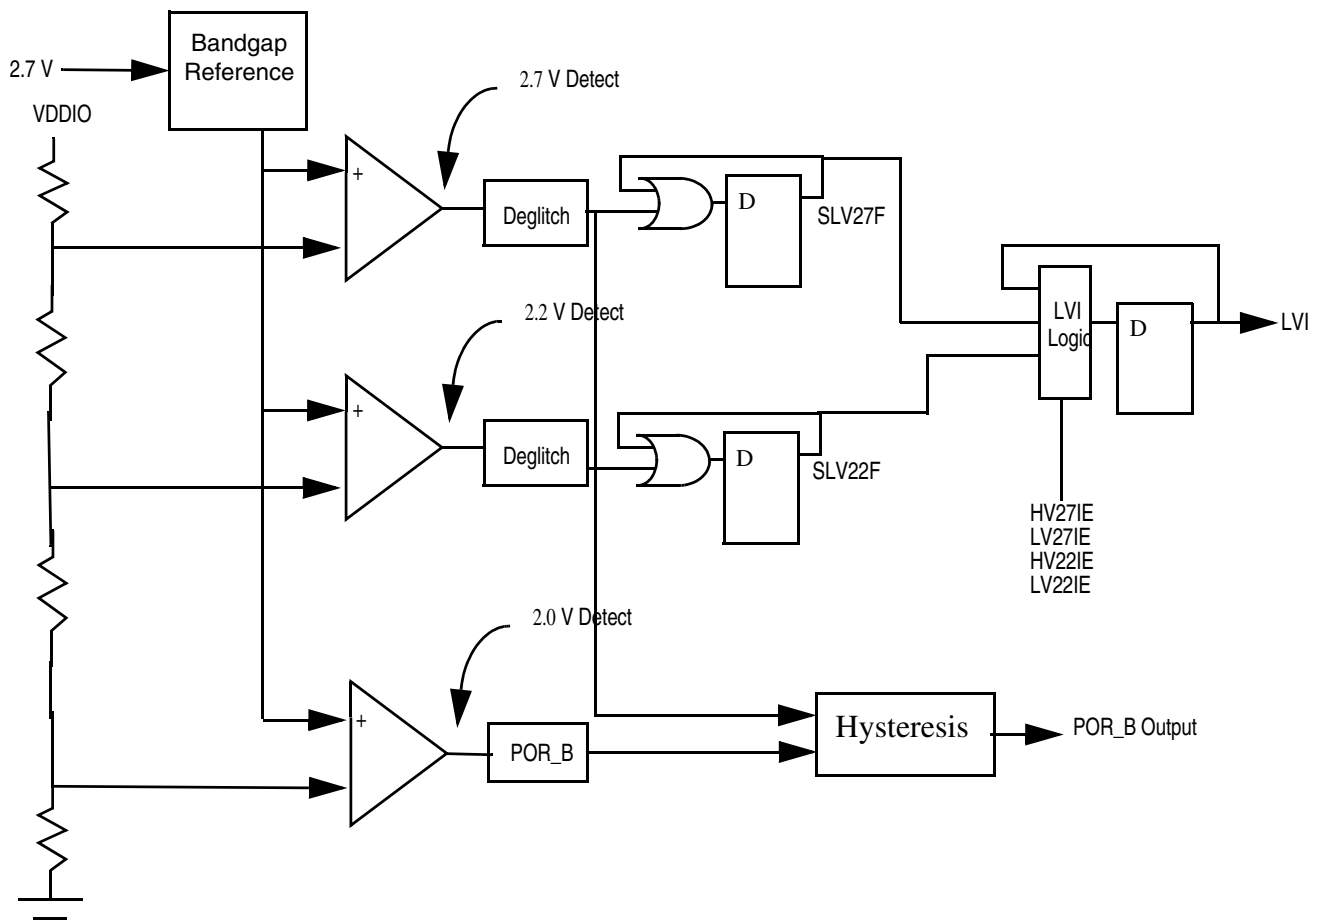 Bandgap
Reference
2.7 V
VDDIO
2.7 V Detect
+
Deglitch
D
SLV27F
2.2 V Detect
LVI
Logic
D
LVI
+
Deglitch
D
SLV22F
HV27IE
LV27IE
HV22IE
LV22IE
2.0 V Detect
+
POR_B
Hysteresis
POR_B Output